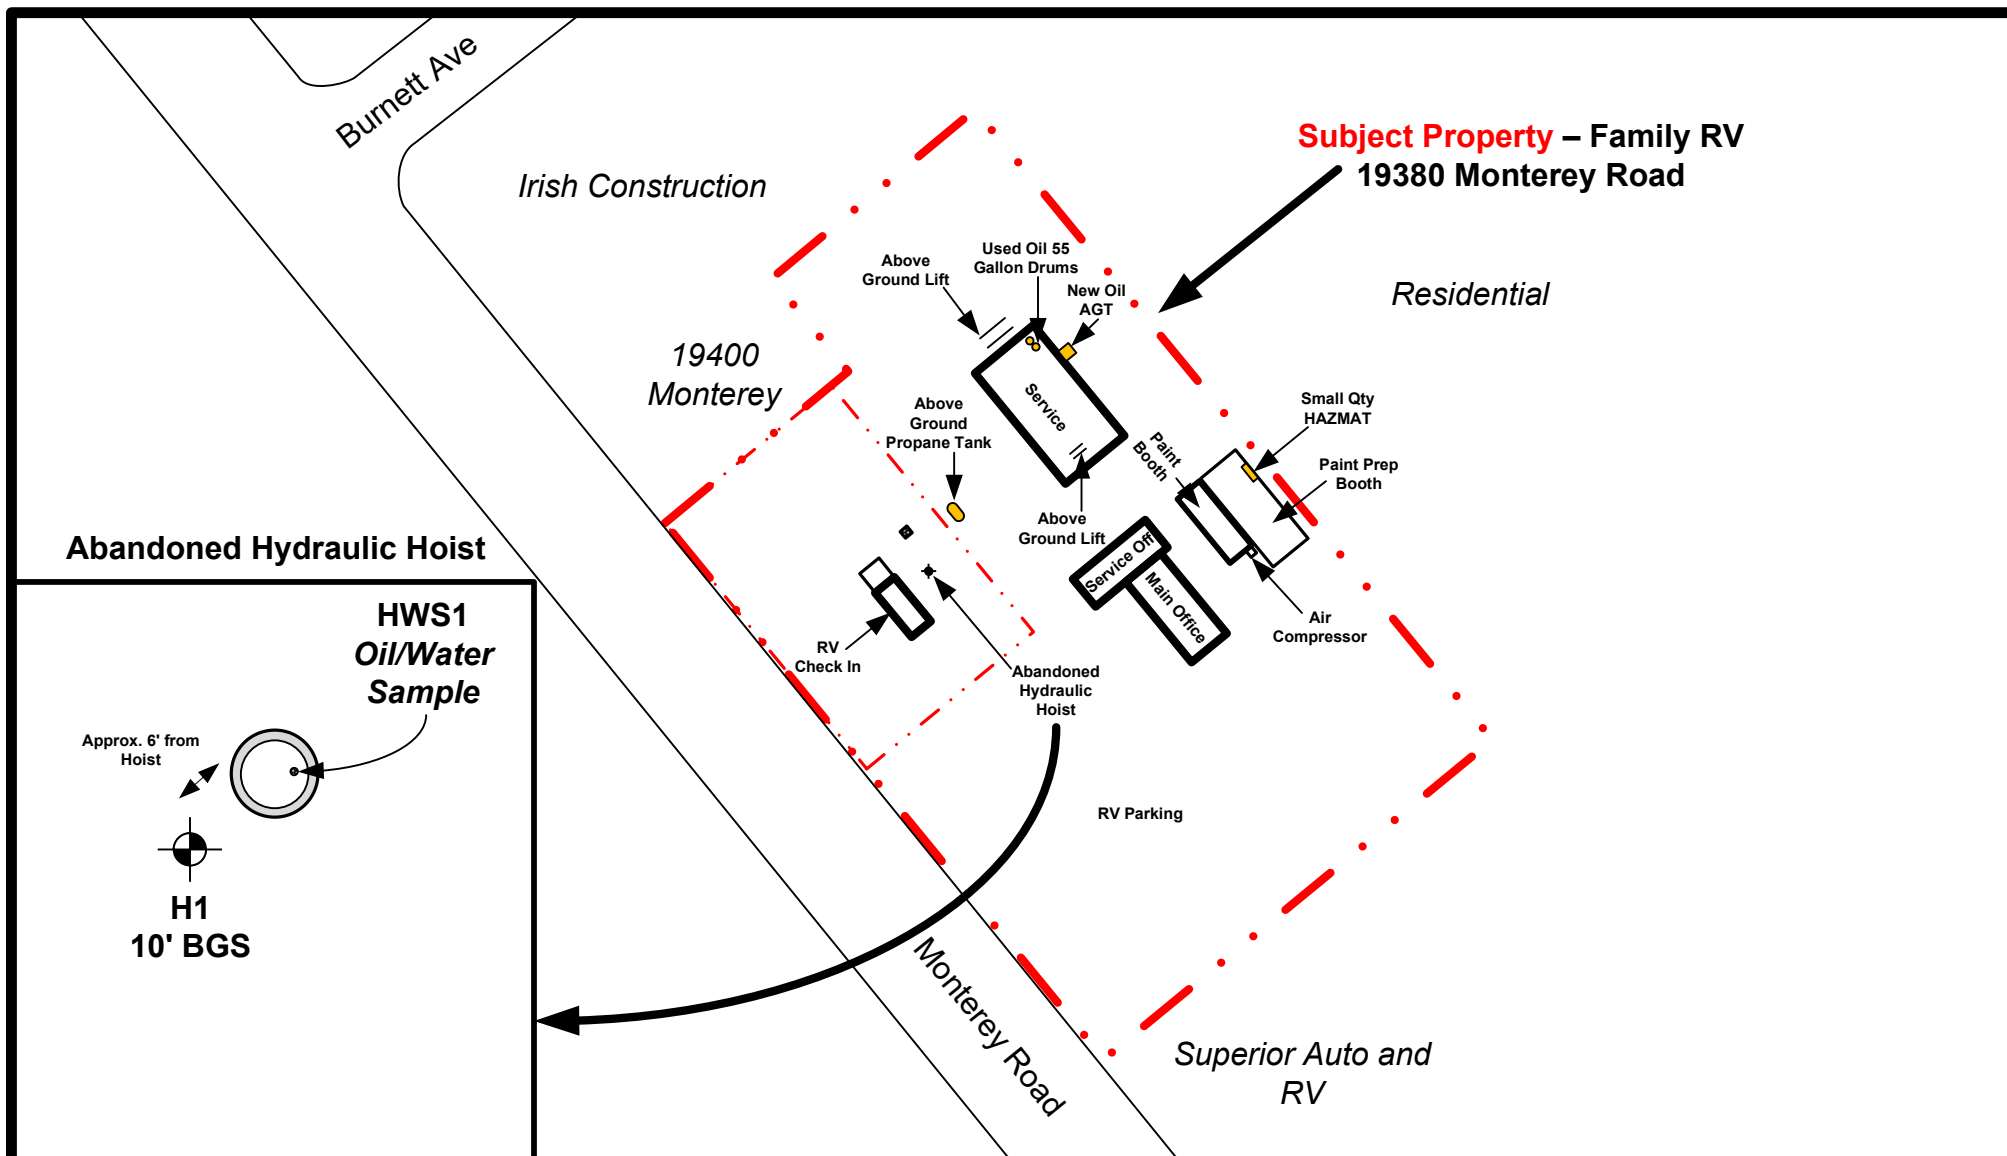 Burnett Ave
Irish Construction
Subject Property – Family RV
19380 Monterey Road
Residential
Above
Ground Lift
Used Oil 55
Gallon Drums
New Oil
AGT
19400
Monterey
Service
Above
Ground
Propane Tank
Small Qty
HAZMAT
Paint
Booth
Paint Prep
Booth
Above
Ground Lift
Service Off
Main Office
Air
Compressor
RV
Check In
Abandoned
Hydraulic
Hoist
Abandoned Hydraulic Hoist
HWS1
Oil/Water
Sample
Approx. 6' from
Hoist
H1
10' BGS
RV Parking
Monterey Road
Superior Auto and
RV